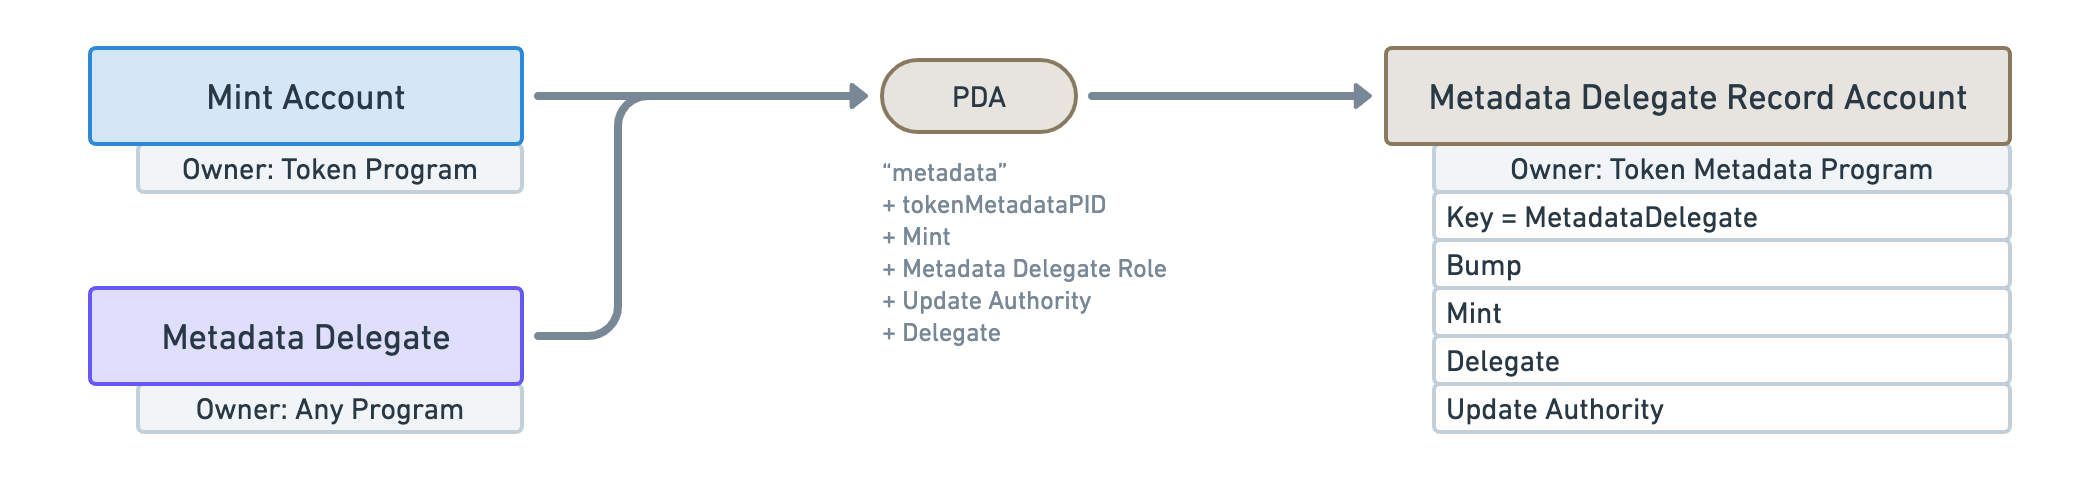 Mint Account
Owner: Token Program
Metadata Delegate
Owner: Any Program
PDA
“metadata”
+ tokenMetadataPID
+ Mint
+ Metadata Delegate Role
+ Update Authority
+ Delegate
Metadata Delegate Record Account
Owner: Token Metadata Program
Key = MetadataDelegate
Bump
Mint
Delegate
Update Authority